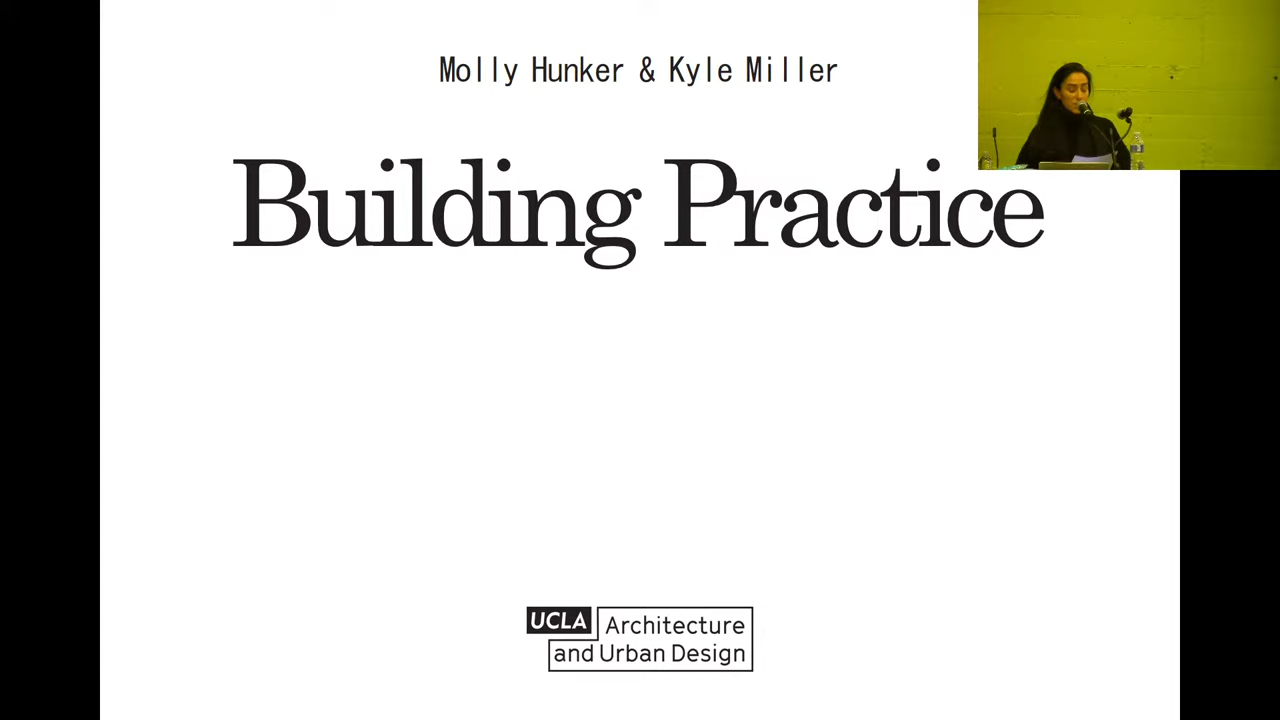 Molly Hunker & Kyle Miller
Building Practice
UCLA Architecture
and Urban Design